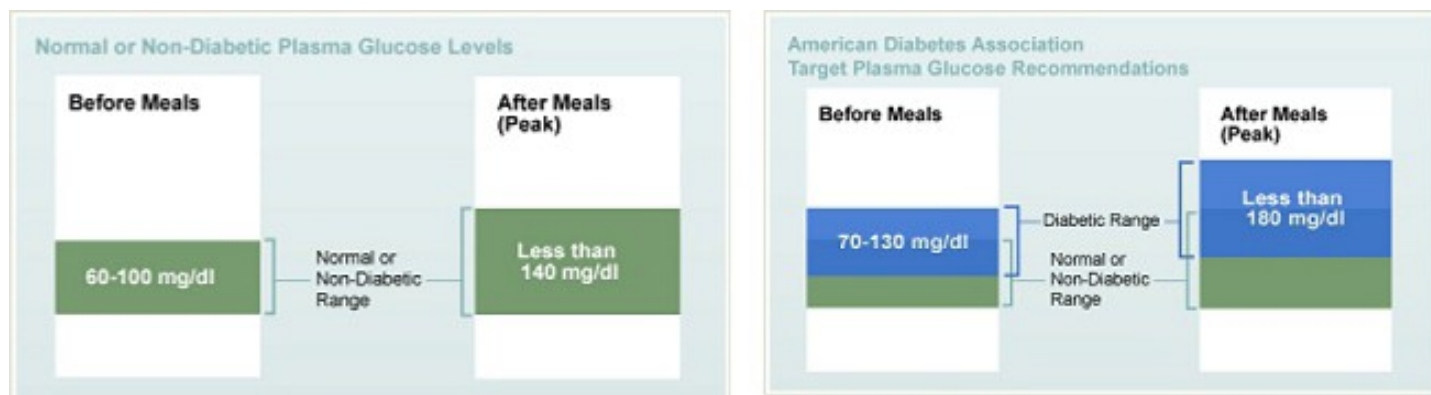 Normal or Non-Diabetic Plasma Glucose Levels
Before Meals
After Meals
(Peak)
60-100 mg/dl
Normal or
Non-Diabetic
Range
Less than
140 mg/dl
American Diabetes Association
Target Plasma Glucose Recommendations
Before Meals
After Meals
(Peak)
70-130 mg/dl
Diabetic Range
Normal or
Non-Diabetic
Range
Less than
180 mg/dl